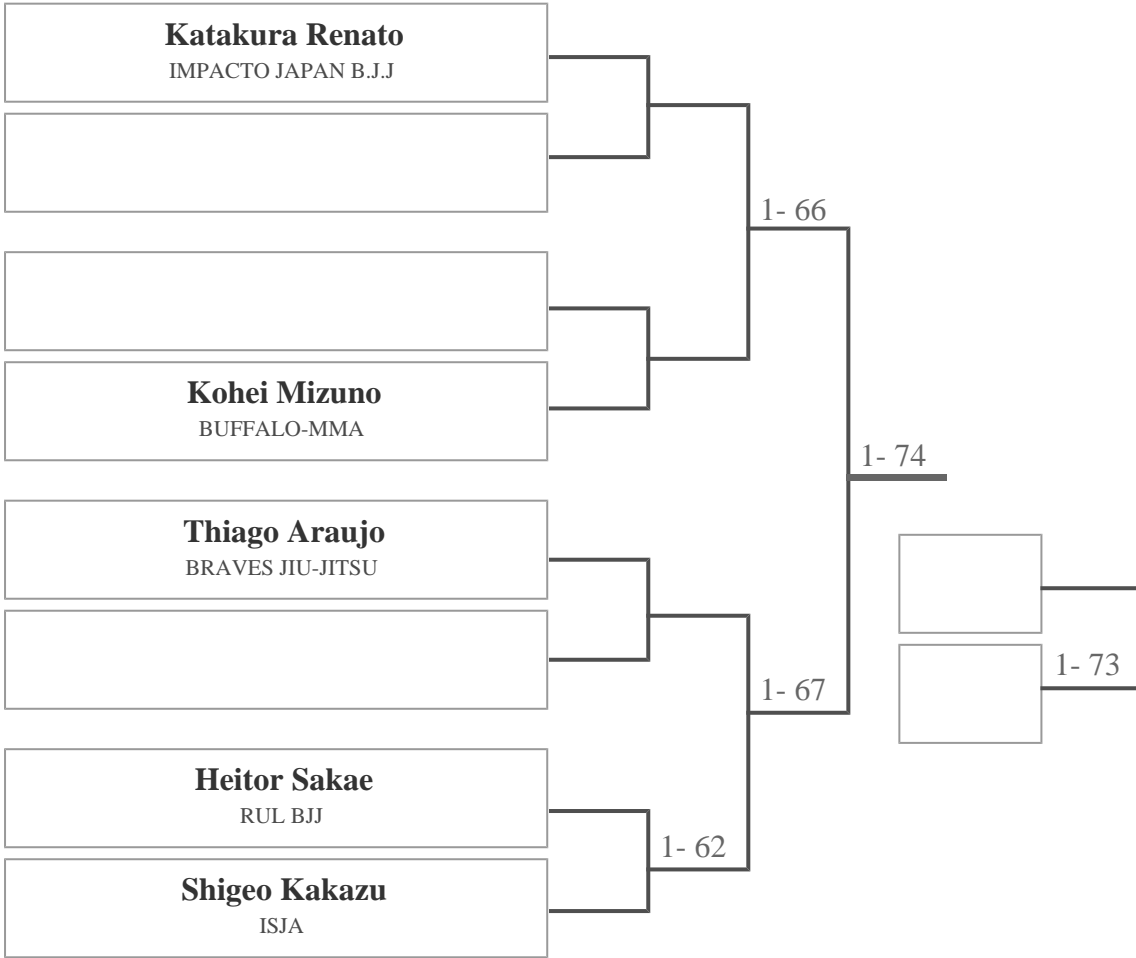 Katakura Renato
IMPACTO JAPAN B.J.J
1- 66
Kohei Mizuno
BUFFALO-MMA
1- 74
Thiago Araujo
BRAVES JIU-JITSU
1- 73
1- 67
Heitor Sakae
RUL BJJ
1- 62
Shigeo Kakazu
ISJA